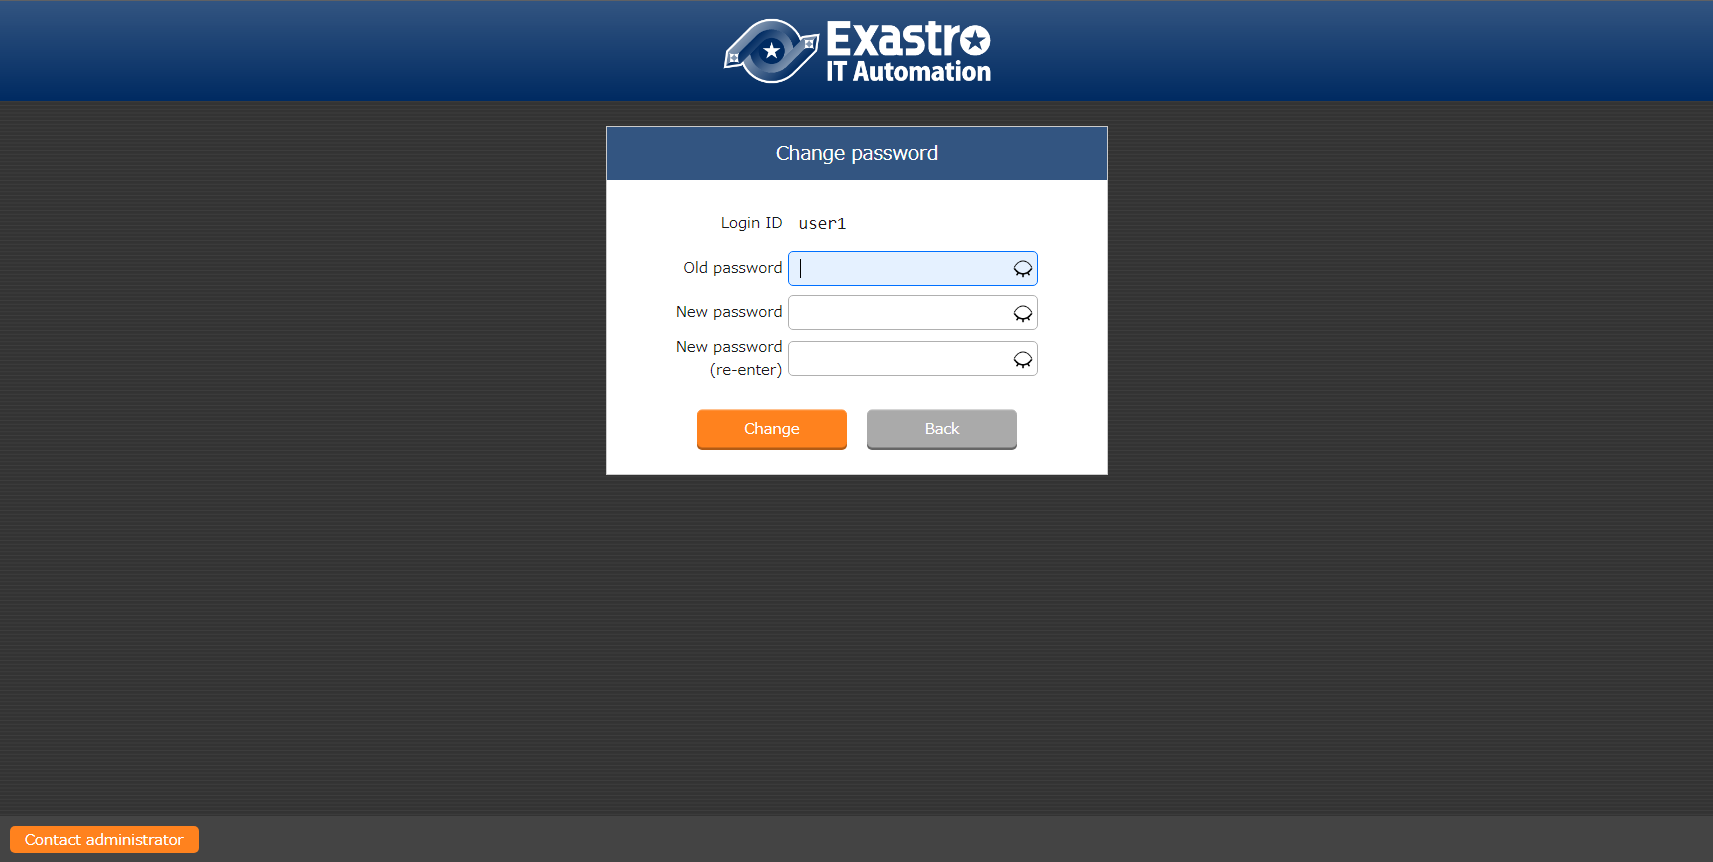 Exastro
IT Automation
Change password
Login ID user1
Old password
New password
New password
(re-enter)
Change Back
Contact administrator